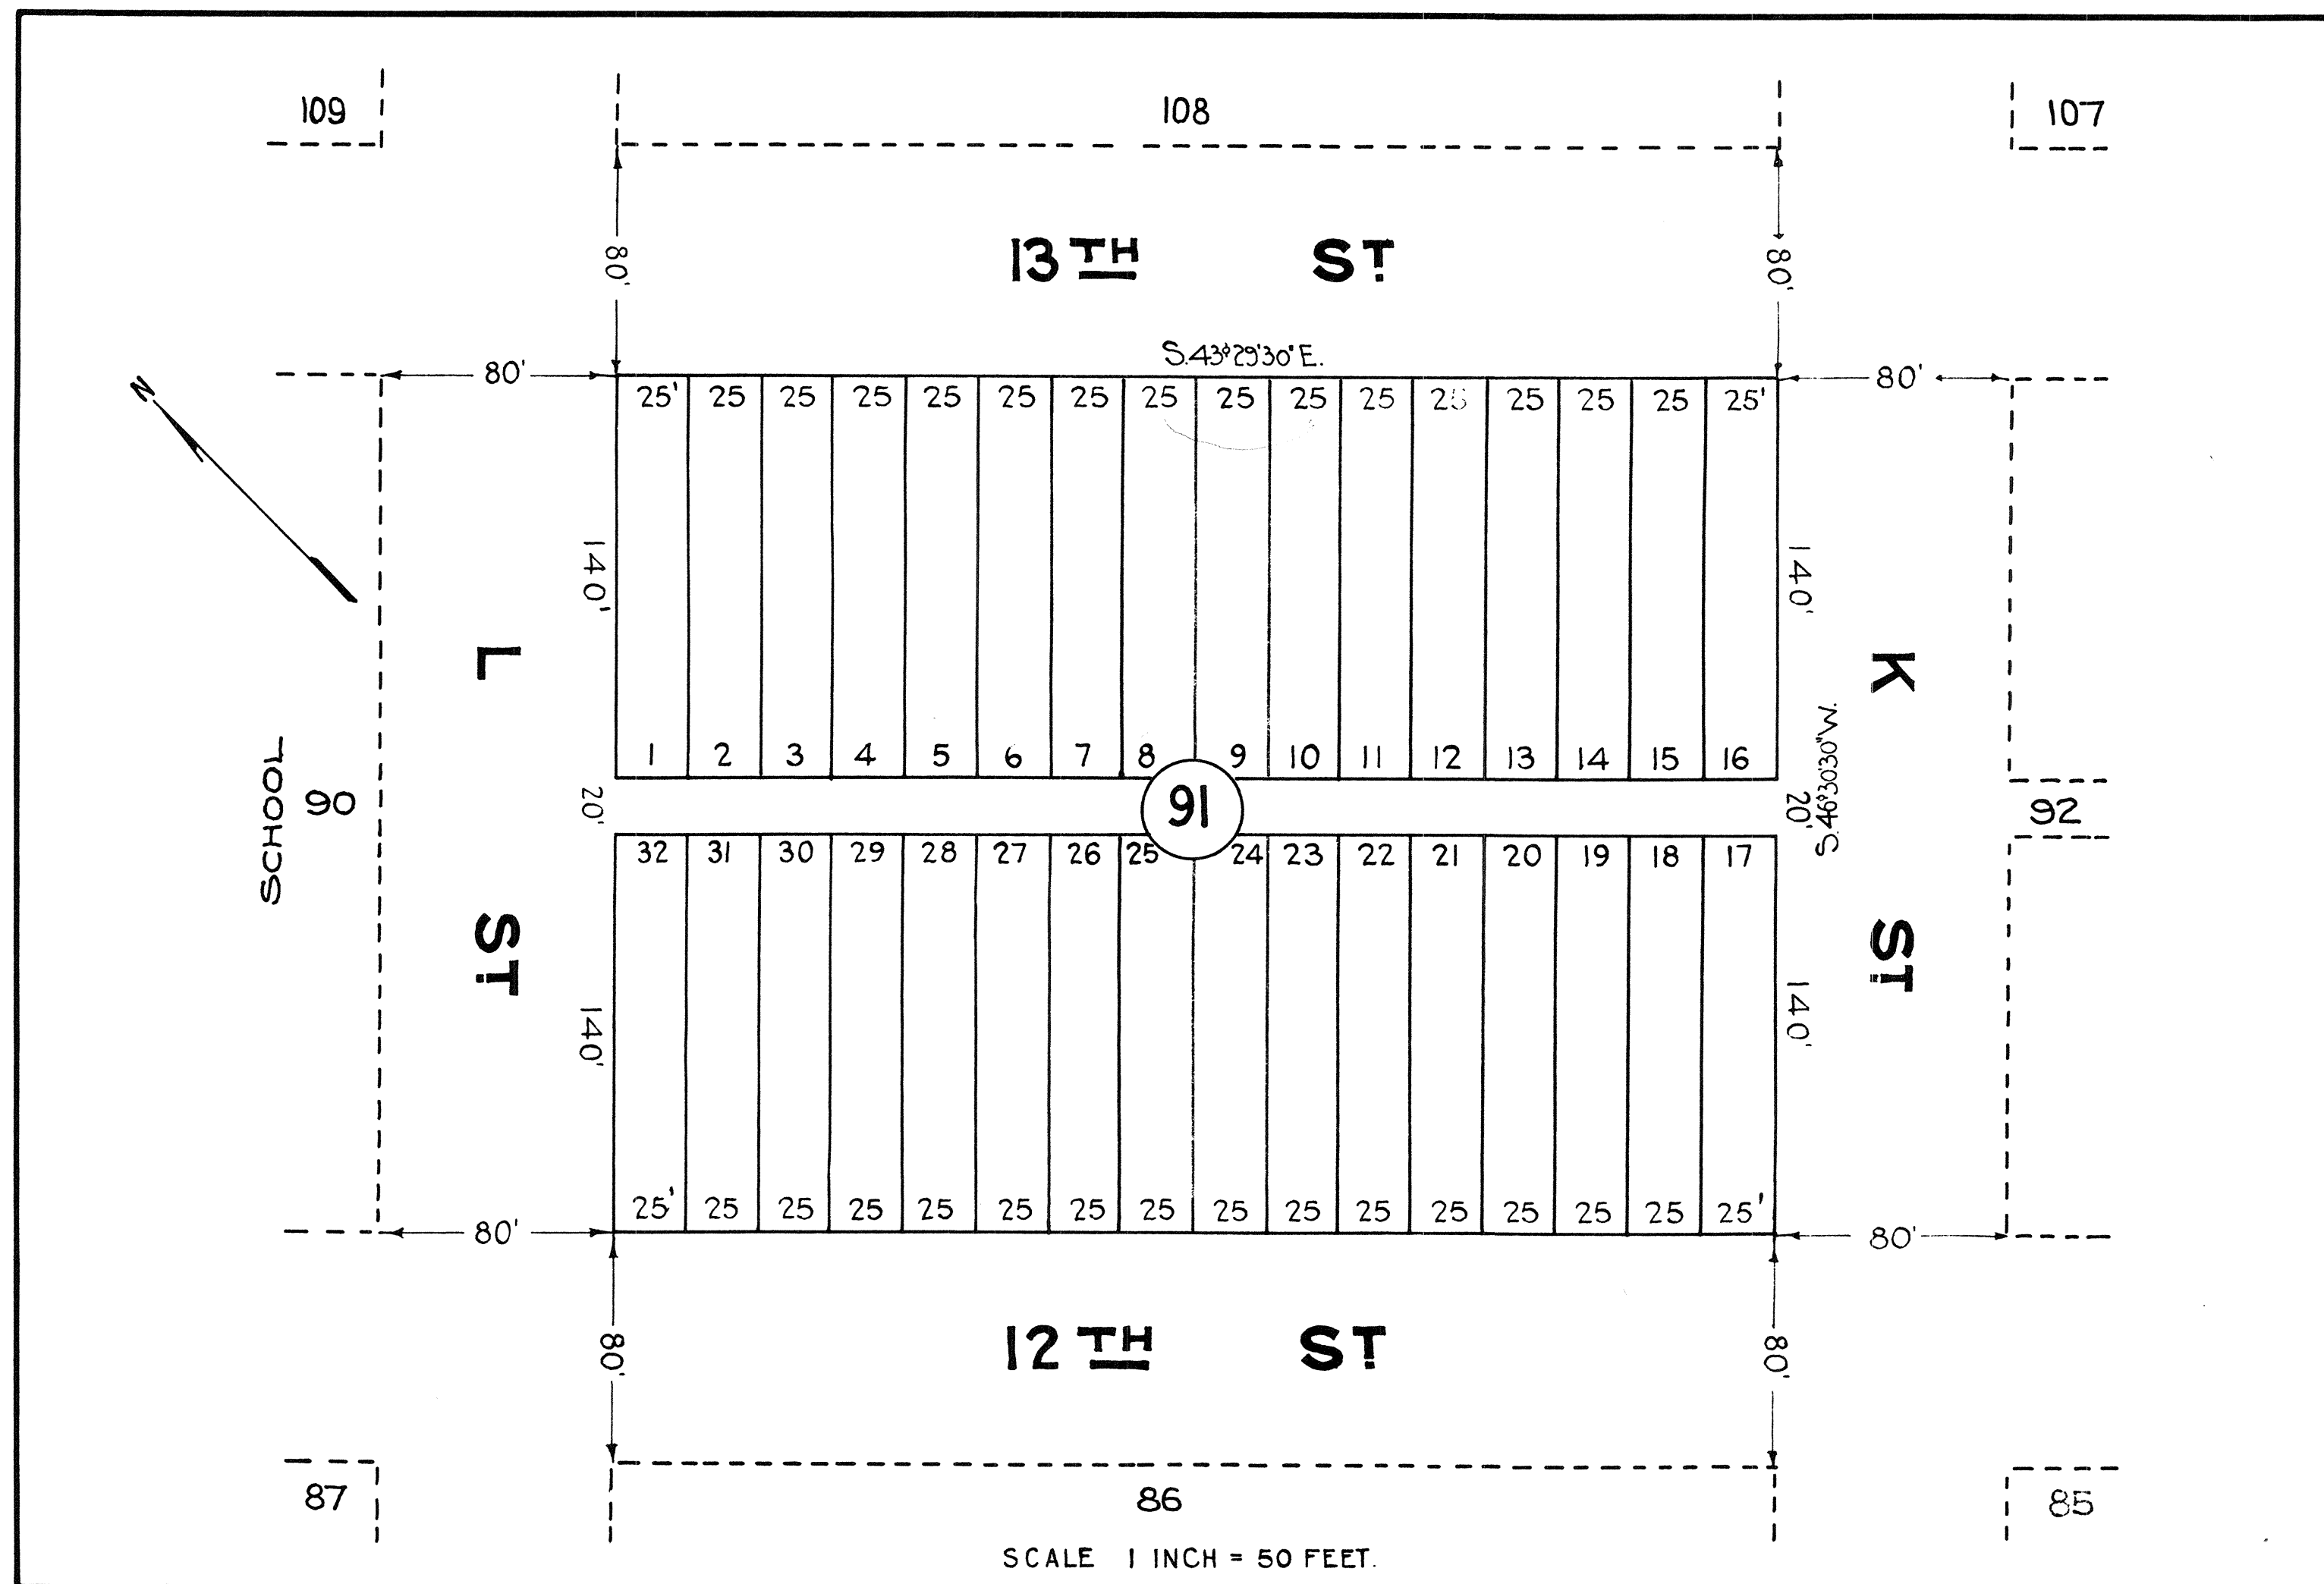 109 108 107
80' 13TH ST 80'
S.43°29'30"E.
80' 80'
25' 25 25 25 25 25 25 25 25 25 25 25 25 25 25 25'
N
140' 140'
L K
1 2 3 4 5 6 7 8 9 10 11 12 13 14 15 16
S.46°30'30"W.
SCHOOL 90 20' 91 20' 92
32 31 30 29 28 27 26 25 24 23 22 21 20 19 18 17
ST ST
140' 140'
25' 25 25 25 25 25 25 25 25 25 25 25 25 25 25 25'
80' 80'
80' 12TH ST 80'
87 86 85
SCALE 1 INCH = 50 FEET.